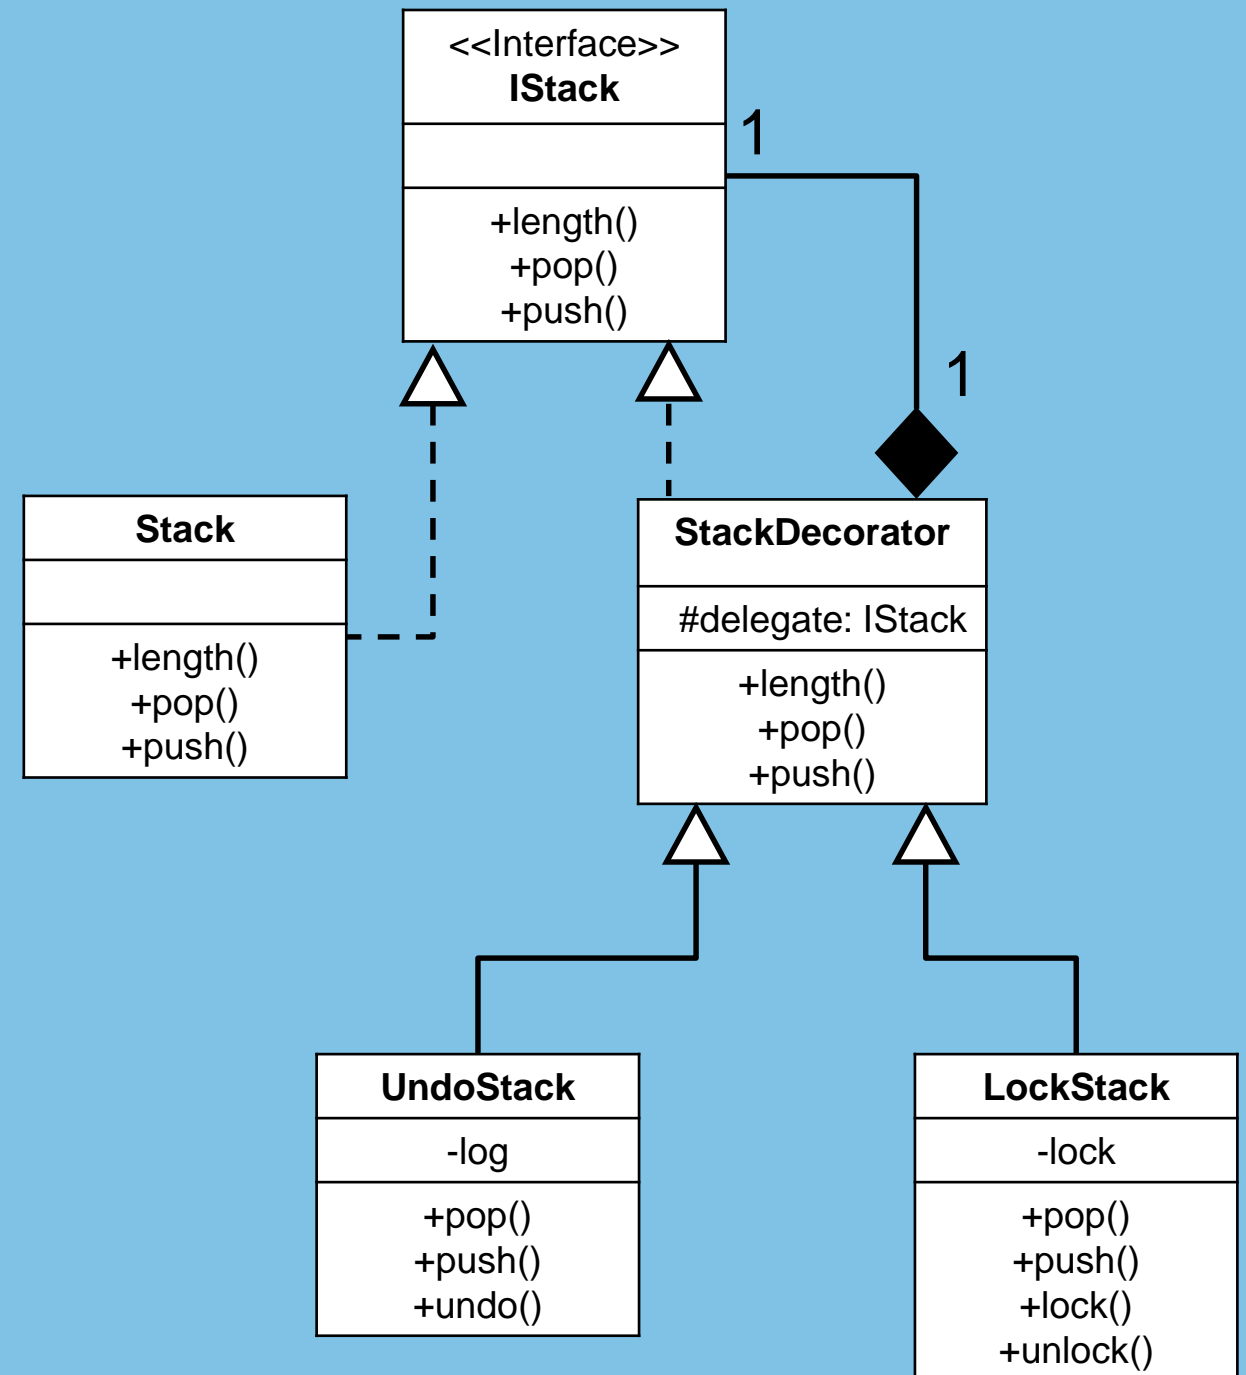 <<Interface>>
IStack
1
+length()
+pop()
+push()
1
Stack
+length()
+pop()
+push()
StackDecorator
#delegate: IStack
+length()
+pop()
+push()
UndoStack
-log
+pop()
+push()
+undo()
LockStack
-lock
+pop()
+push()
+lock()
+unlock()